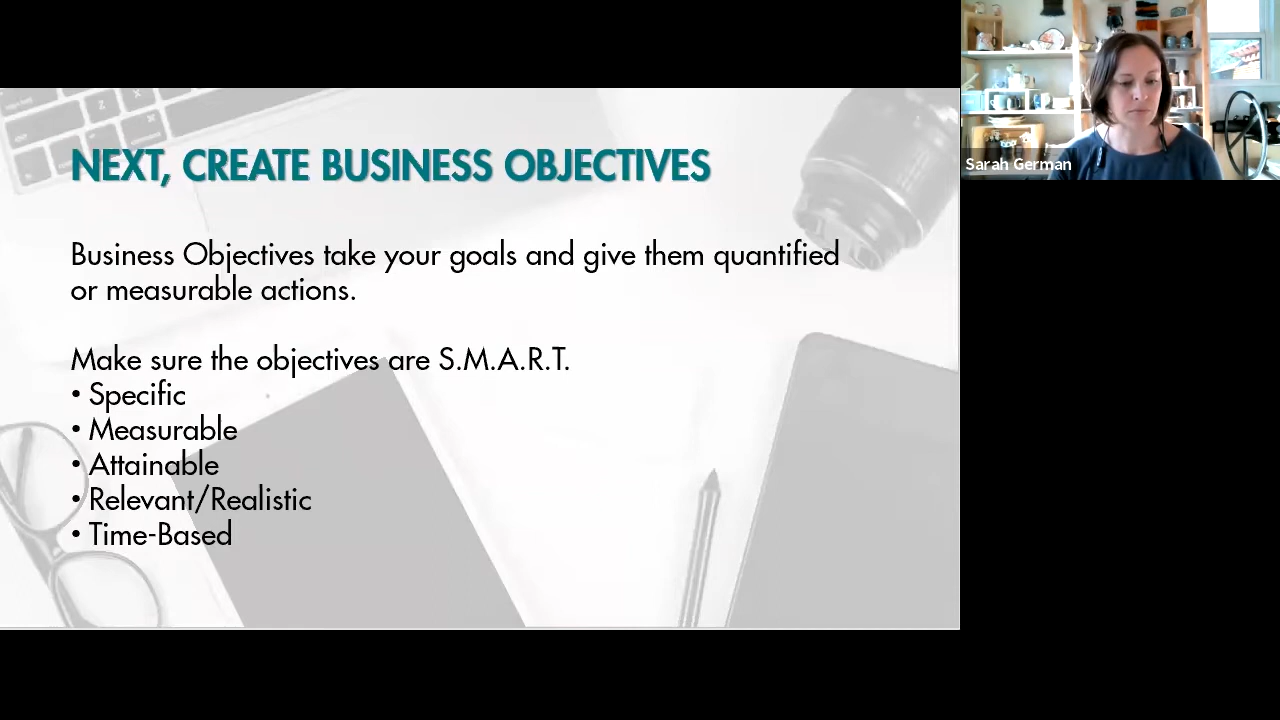 NEXT, CREATE BUSINESS OBJECTIVES
Business Objectives take your goals and give them quantified
or measurable actions.
Make sure the objectives are S.M.A.R.T.
• Specific
• Measurable
• Attainable
• Relevant/Realistic
• Time-Based
Sarah German